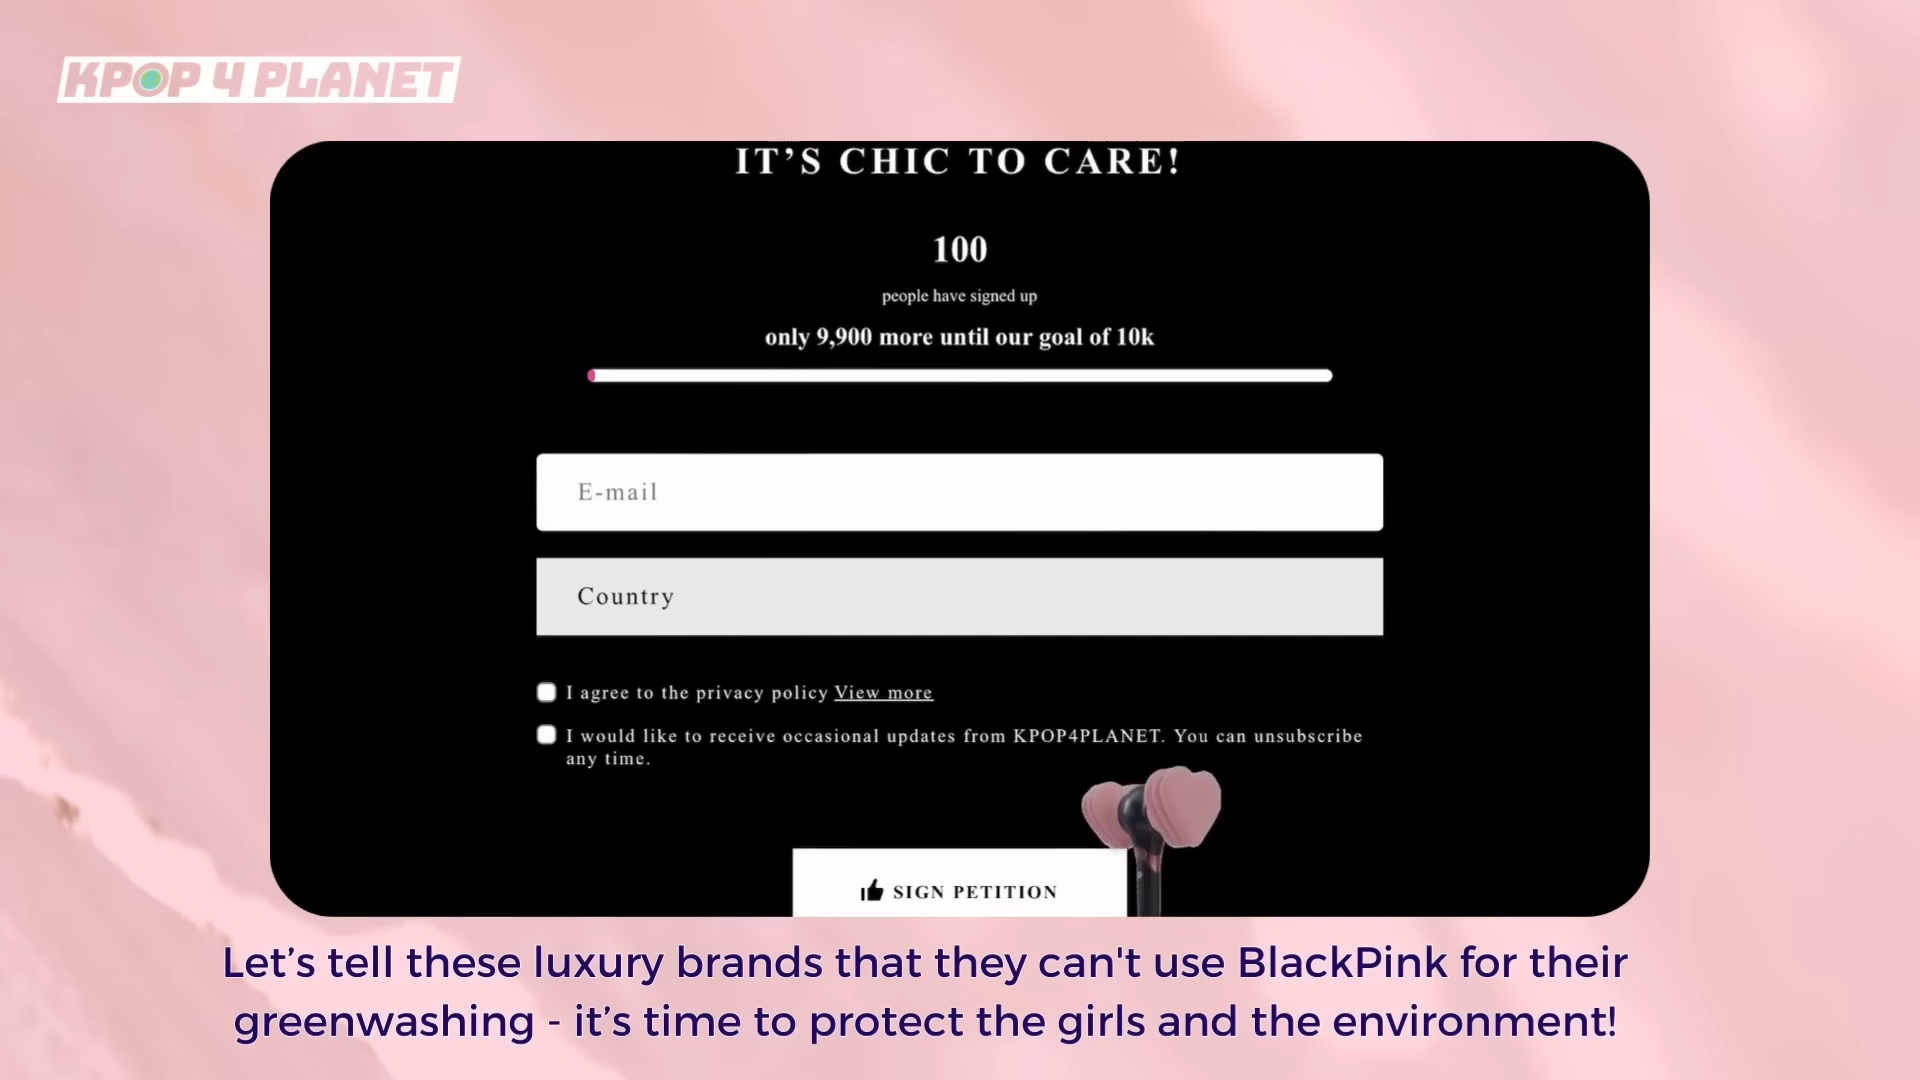 KPOP 4 PLANET
IT’S CHIC TO CARE!
100
people have signed up
only 9,900 more until our goal of 10k
E-mail
Country
I agree to the privacy policy View more
I would like to receive occasional updates from KPOP4PLANET. You can unsubscribe
any time.
SIGN PETITION
Let’s tell these luxury brands that they can't use BlackPink for their
greenwashing - it’s time to protect the girls and the environment!